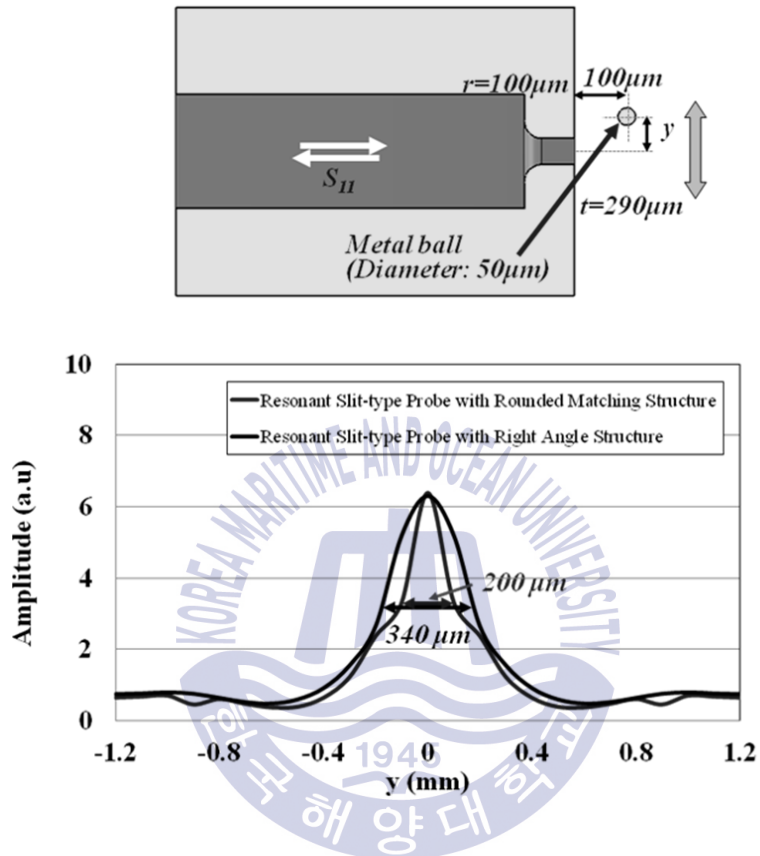 r=100μm
100μm
y
S11
t=290μm
Metal ball
(Diameter: 50μm)
10
Resonant Slit-type Probe with Rounded Matching Structure
8
Resonant Slit-type Probe with Right Angle Structure
KOREA MARITIME AND OCEAN UNIVERSITY
Amplitude (a.u)
6
4
200 μm
340 μm
2
0
-1.2
-0.8
-0.4
0
0.4
0.8
1.2
1945
y (mm)
한국해양대학교